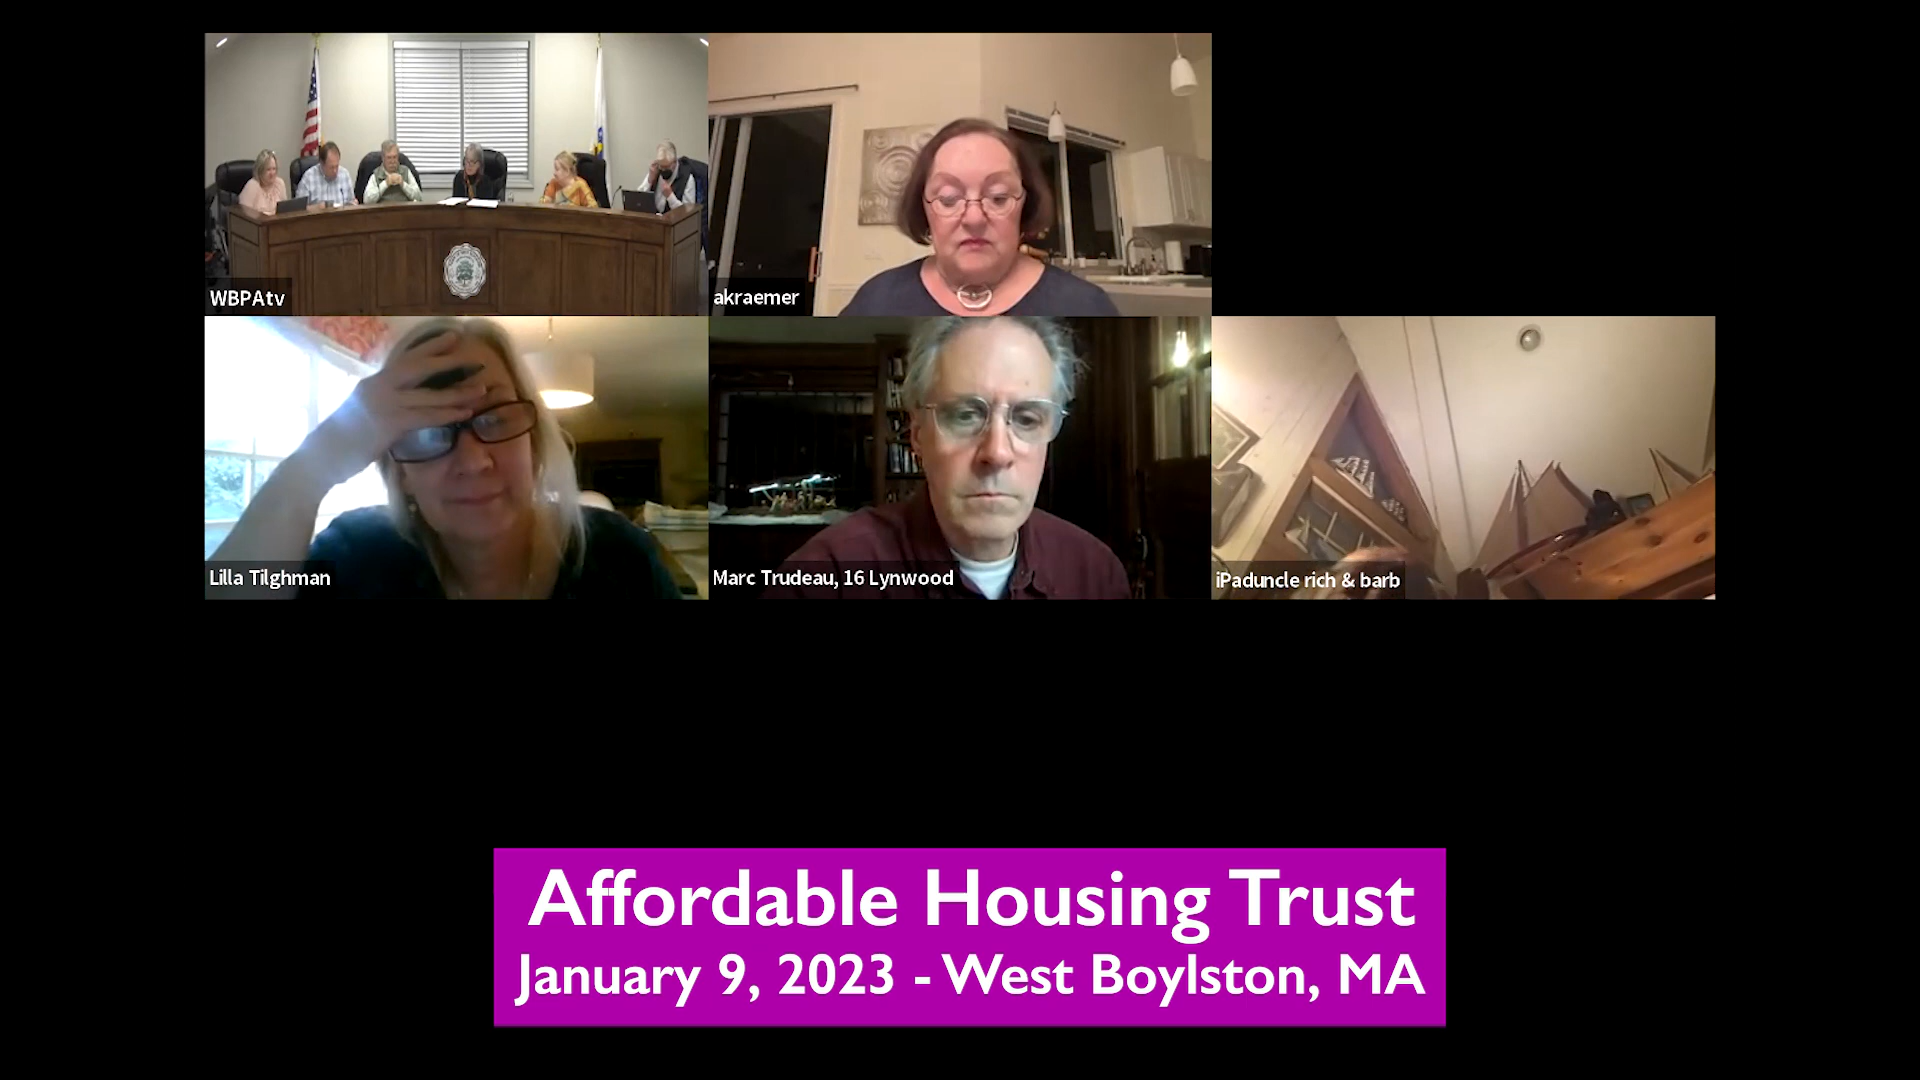 WBPAtv
akraemer
Lilla Tilghman
Marc Trudeau, 16 Lynwood
iPaduncle rich & barb
Affordable Housing Trust
January 9, 2023 - West Boylston, MA